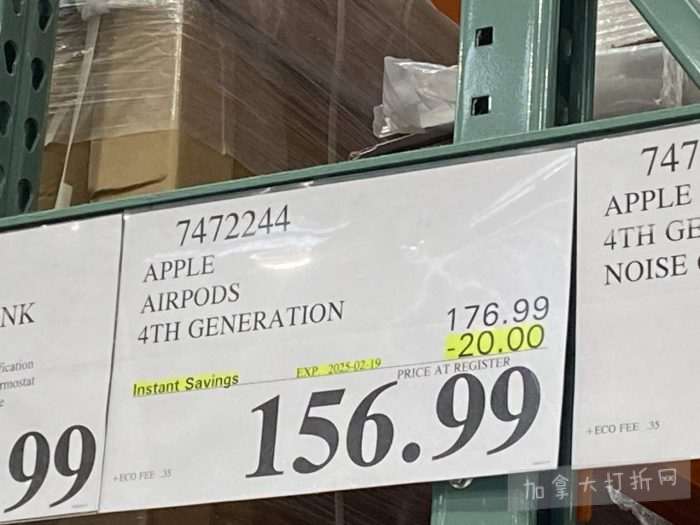 NK
fication
rmostat
e
99
7472244
APPLE
AIRPODS
4TH GENERATION
176.99
-20.00
Instant Savings
EXP. 2025-02-19
PRICE AT REGISTER
156.99
+ECO FEE .35
747
APPLE
4TH GE
NOISE
+ECO FEE .35
加拿大打折网